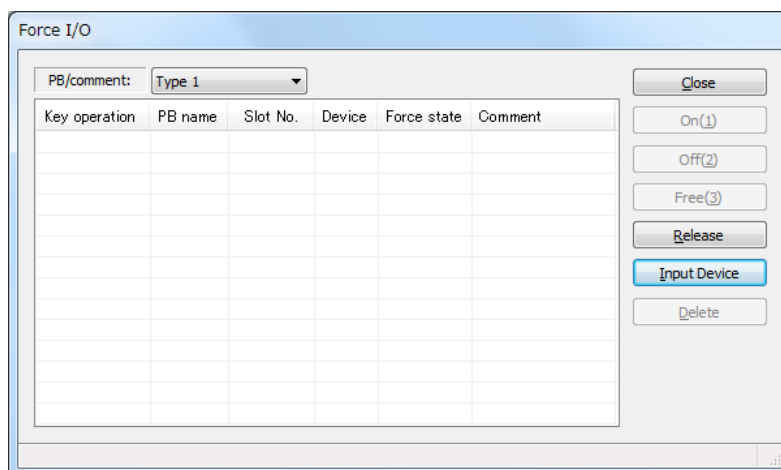 Force I/O
PB/comment: Type 1
Close
Key operation PB name Slot No. Device Force state Comment
On(1)
Off(2)
Free(3)
Release
Input Device
Delete